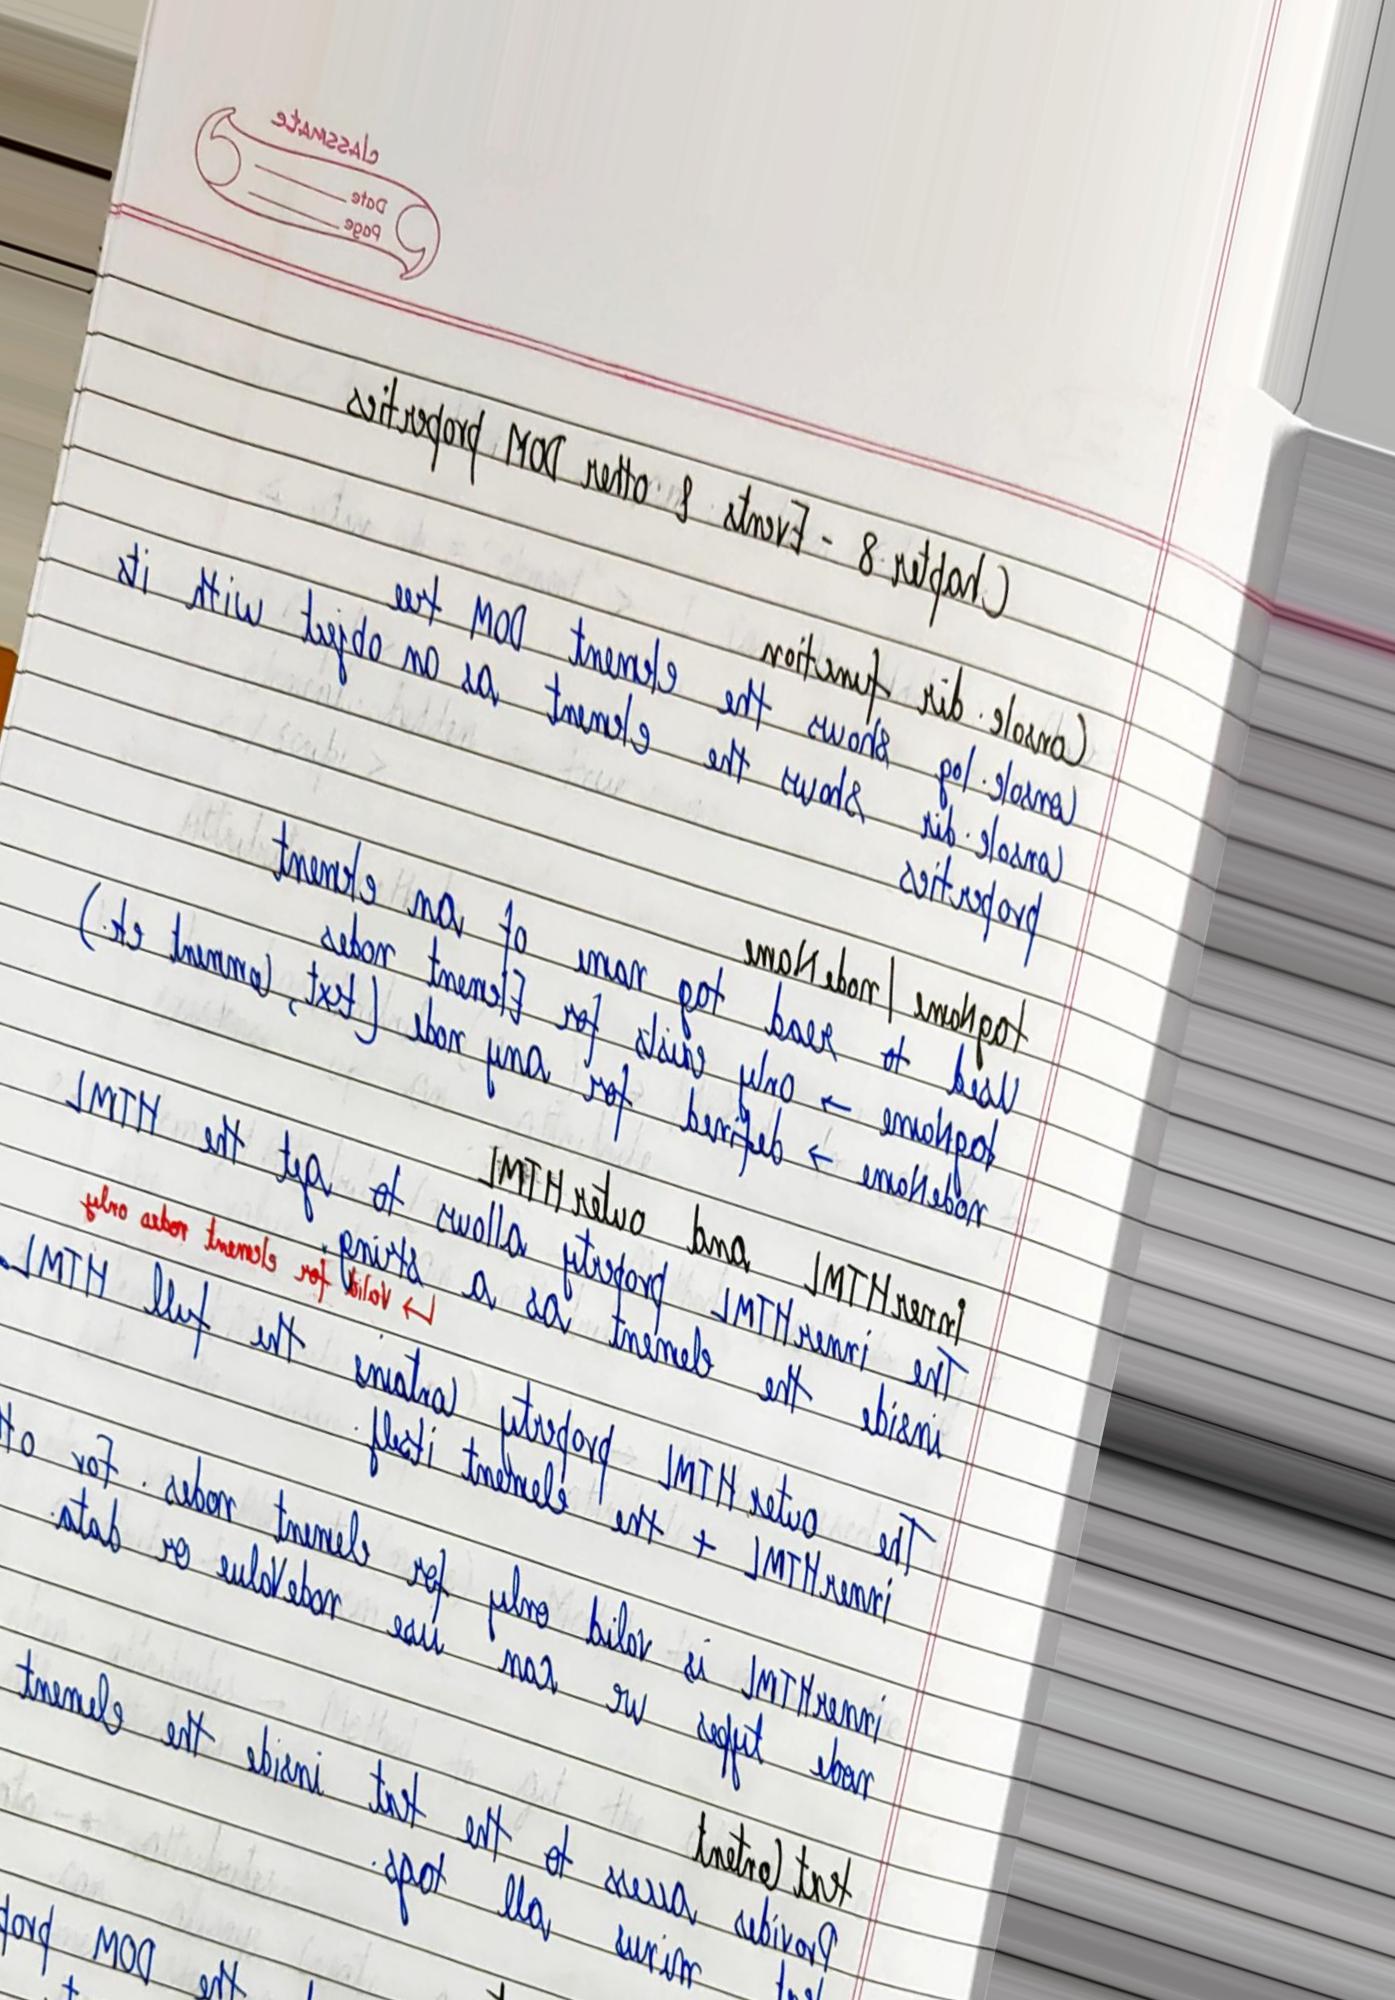 classmate
Date
Page
Chapter 8 - Events & other DOM properties
Console.dir function
console.log shows the element DOM tree
console.dir shows the element as an object with its
properties
tagName / nodeName
Used to read tag name of an element
tagName → only exists for Element nodes
nodeName → defined for any node (text, comment etc.)
innerHTML and outerHTML
The innerHTML property allows to get the HTML
inside the element as a string.
↳ Valid for element nodes only
The outerHTML property contains the full HTML
innerHTML + the element itself.
innerHTML is valid only for element nodes. For oth
node types we can use nodeValue or data.
text Content
Provides access to the text inside the element
text minus all tags.
the DOM prop